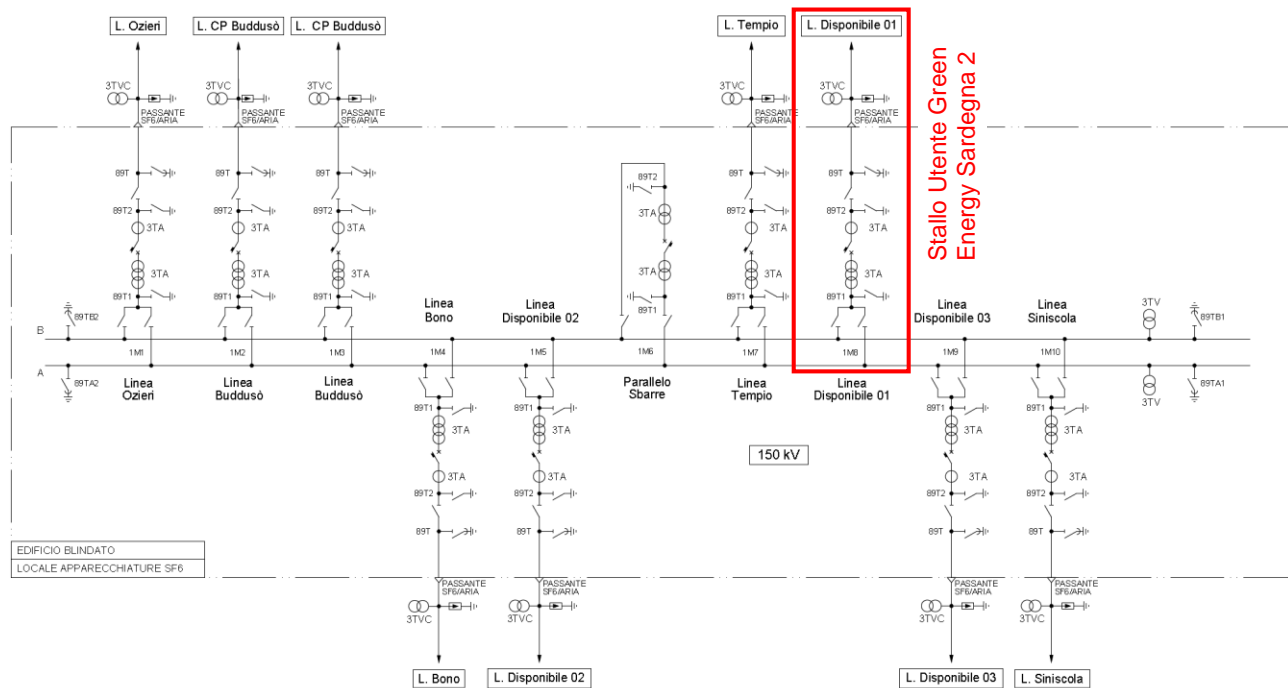 L. Ozieri
L. CP Buddusò
L. CP Buddusò
L. Tempio
L. Disponibile 01
Stallo Utente Green
Energy Sardegna 2
3TVC
3TVC
3TVC
3TVC
3TVC
PASSANTE
SF6/ARIA
PASSANTE
SF6/ARIA
PASSANTE
SF6/ARIA
PASSANTE
SF6/ARIA
PASSANTE
SF6/ARIA
89T
89T
89T
89T2
89T
89T
89T2
89T2
89T2
3TA
89T2
89T2
3TA
3TA
3TA
3TA
3TA
3TA
3TA
3TA
3TA
3TA
3TA
89T1
89T1
89T1
89T1
89T1
89T1
Linea
Bono
Linea
Disponibile 02
Linea
Disponibile 03
Linea
Siniscola
3TV
B
89TB2
89TB1
1M1
1M2
1M3
1M4
1M5
1M6
1M7
1M8
1M9
1M10
A
89TA2
Linea
Ozieri
Linea
Buddusò
Linea
Buddusò
Parallelo
Sbarre
Linea
Tempio
Linea
Disponibile 01
3TV
89TA1
89T1
89T1
89T1
89T1
3TA
3TA
3TA
3TA
150 kV
3TA
3TA
3TA
3TA
89T2
89T2
89T2
89T2
89T
89T
89T
89T
EDIFICIO BLINDATO
LOCALE APPARECCHIATURE SF6
PASSANTE
SF6/ARIA
PASSANTE
SF6/ARIA
PASSANTE
SF6/ARIA
PASSANTE
SF6/ARIA
3TVC
3TVC
3TVC
3TVC
L. Bono
L. Disponibile 02
L. Disponibile 03
L. Siniscola